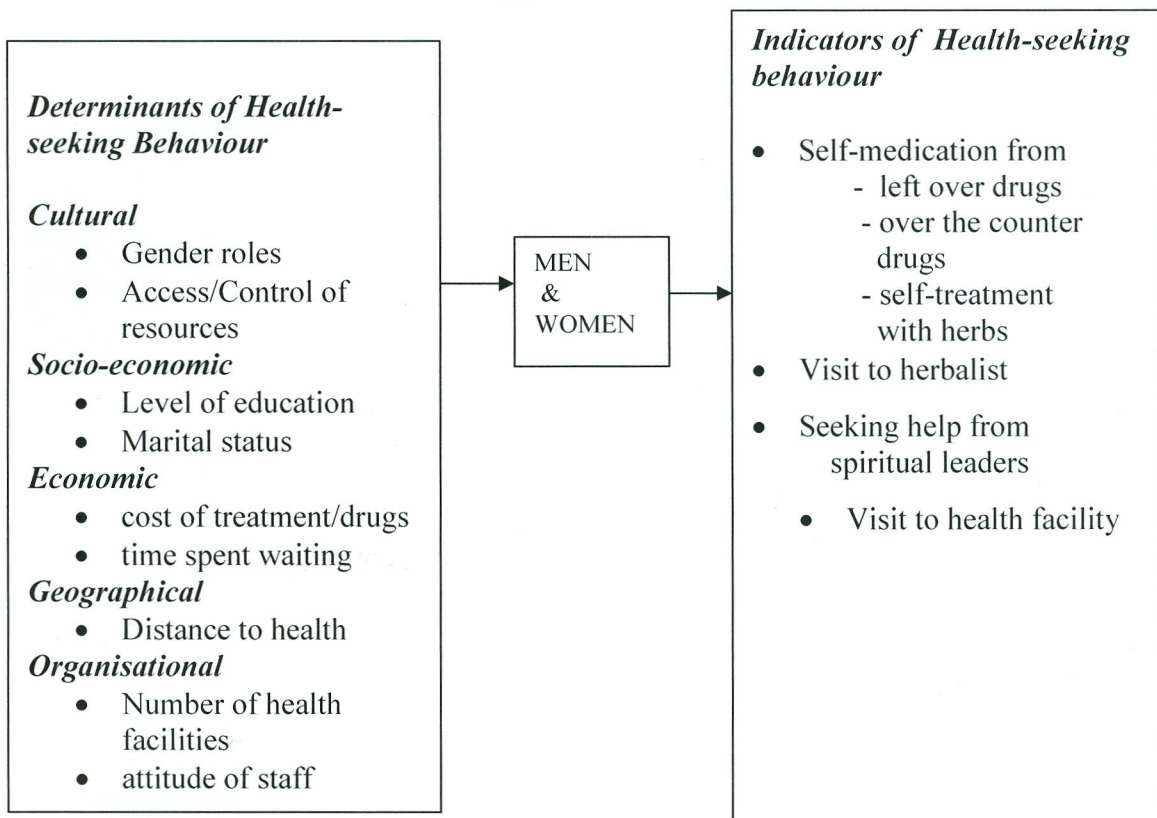 Determinants of Health-
seeking Behaviour
Cultural
• Gender roles
• Access/Control of
resources
Socio-economic
• Level of education
• Marital status
Economic
• cost of treatment/drugs
• time spent waiting
Geographical
• Distance to health
Organisational
• Number of health
facilities
• attitude of staff
MEN
&
WOMEN
Indicators of Health-seeking
behaviour
• Self-medication from
- left over drugs
- over the counter
drugs
- self-treatment
with herbs
• Visit to herbalist
• Seeking help from
spiritual leaders
• Visit to health facility